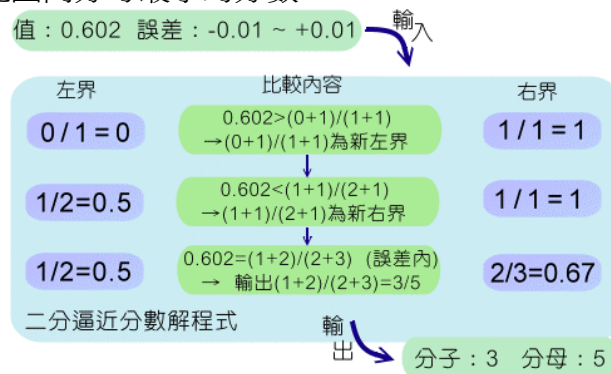 值：0.602 誤差：-0.01 ~ +0.01
輸入
左界 比較內容 右界
0 / 1 = 0
0.602>(0+1)/(1+1)
→(0+1)/(1+1)為新左界
1 / 1 = 1
1/2=0.5
0.602<(1+1)/(2+1)
→(1+1)/(2+1)為新右界
1 / 1 = 1
1/2=0.5
0.602=(1+2)/(2+3) (誤差內)
→ 輸出(1+2)/(2+3)=3/5
2/3=0.67
二分逼近分數解程式
輸出
分子：3 分母：5